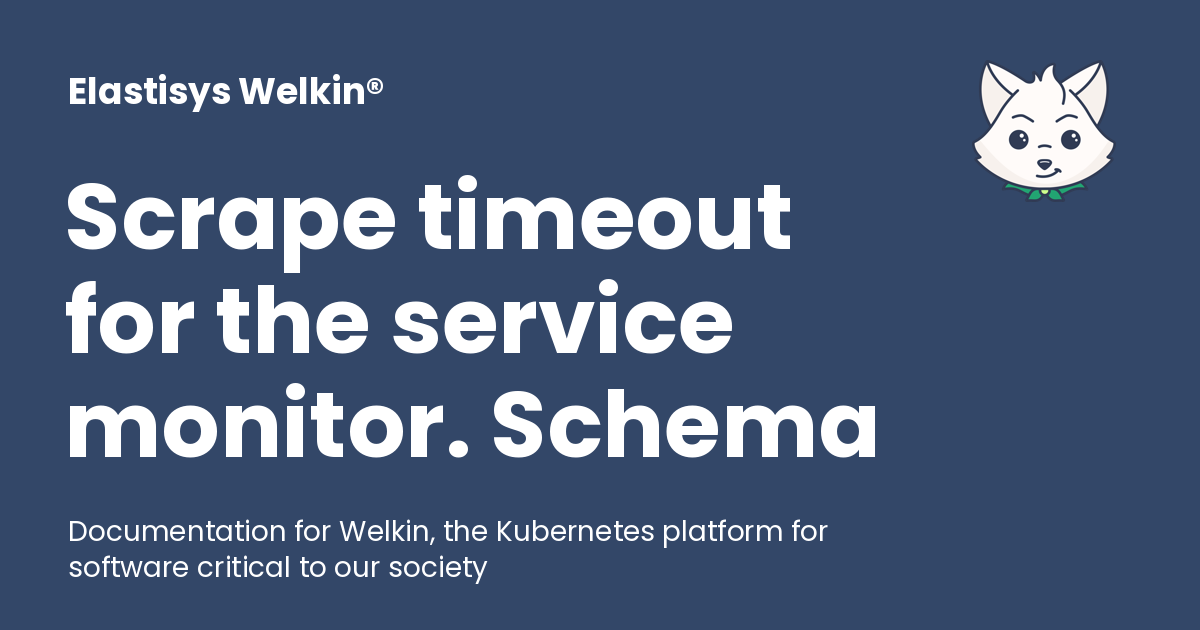 Elastisys Welkin®
Scrape timeout
for the service
monitor. Schema
Documentation for Welkin, the Kubernetes platform for
software critical to our society